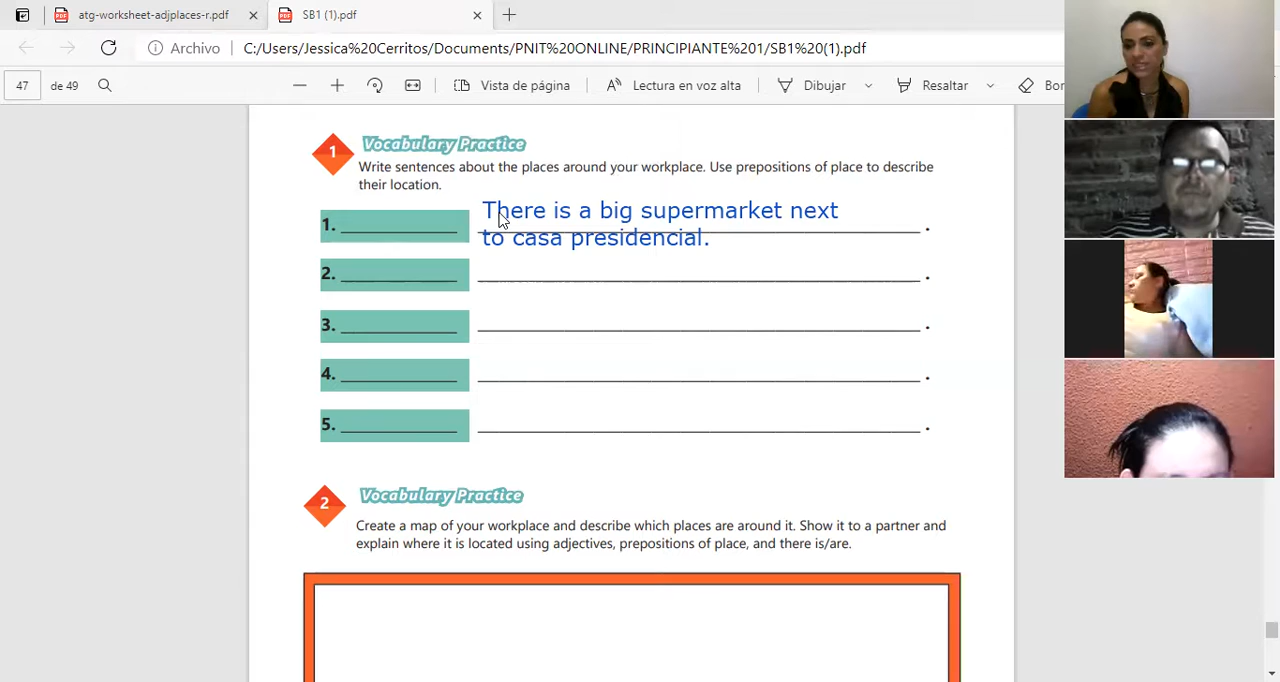 atg-worksheet-adjplaces-r.pdf
SB1 (1).pdf
Archivo
C:/Users/Jessica%20Cerritos/Documents/PNIT%20ONLINE/PRINCIPIANTE%201/SB1%20(1).pdf
47 de 49
Vista de página
Lectura en voz alta
Dibujar
Resaltar
Bor
1
Vocabulary Practice
Write sentences about the places around your workplace. Use prepositions of place to describe
their location.
1. There is a big supermarket next
to casa presidencial.
2.
3.
4.
5.
2
Vocabulary Practice
Create a map of your workplace and describe which places are around it. Show it to a partner and
explain where it is located using adjectives, prepositions of place, and there is/are.